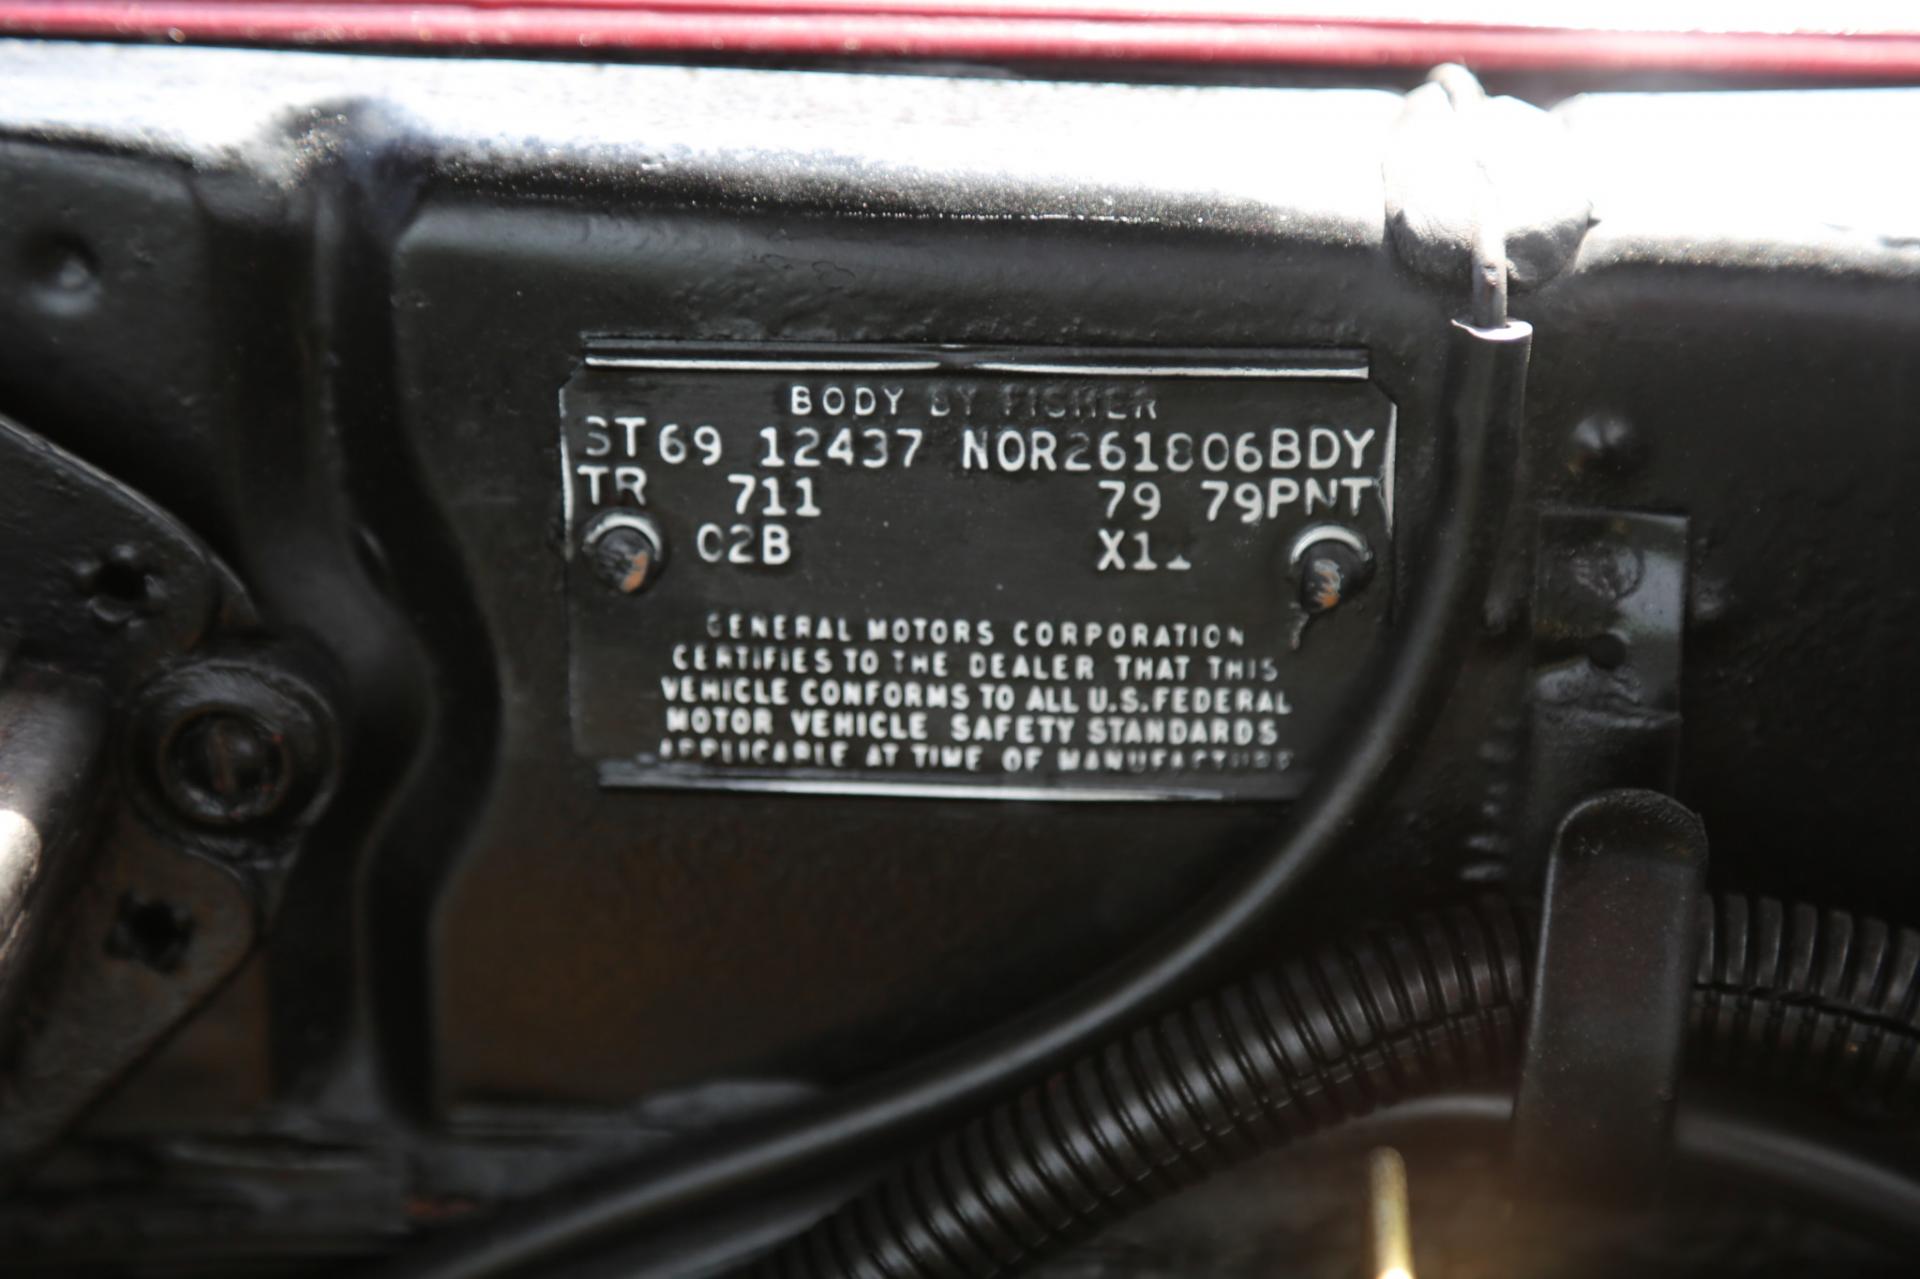 BODY BY FISHER
ST69 12437 NOR261806BDY
TR 711 79 79PNT
02B X11
GENERAL MOTORS CORPORATION
CERTIFIES TO THE DEALER THAT THIS
VEHICLE CONFORMS TO ALL U.S. FEDERAL
MOTOR VEHICLE SAFETY STANDARDS
APPLICABLE AT TIME OF MANUFACTURE